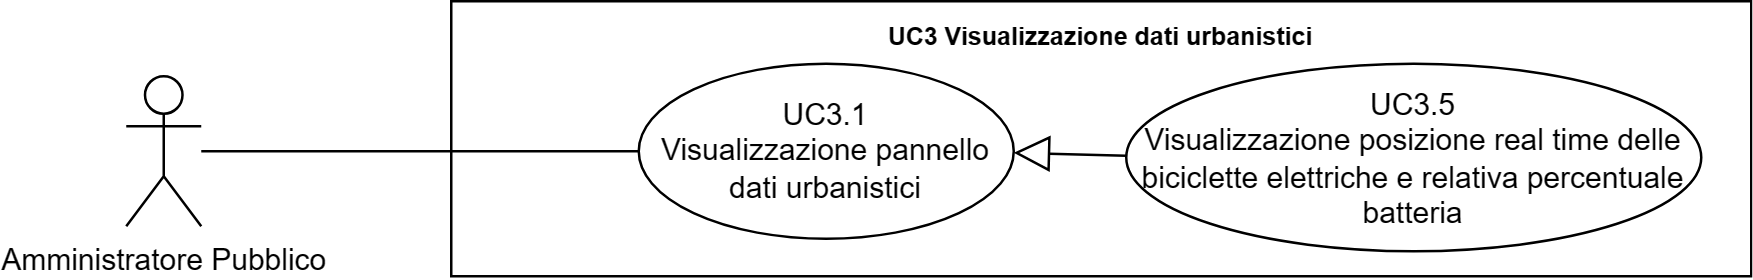 UC3 Visualizzazione dati urbanistici
UC3.1
Visualizzazione pannello
dati urbanistici
UC3.5
Visualizzazione posizione real time delle
biciclette elettriche e relativa percentuale
batteria
Amministratore Pubblico